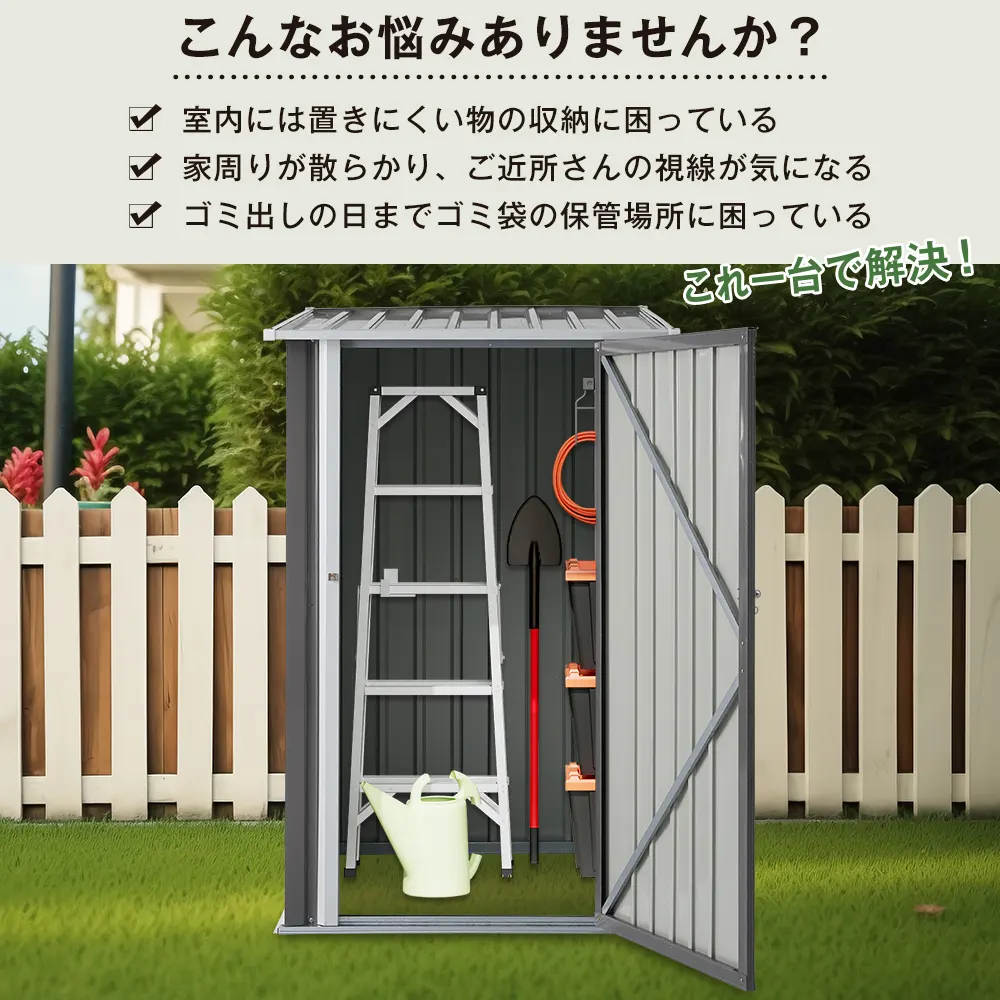 こんなお悩みありませんか？
室内には置きにくい物の収納に困っている
家周りが散らかり、ご近所さんの視線が気になる
ゴミ出しの日までゴミ袋の保管場所に困っている
これ一台で解決！